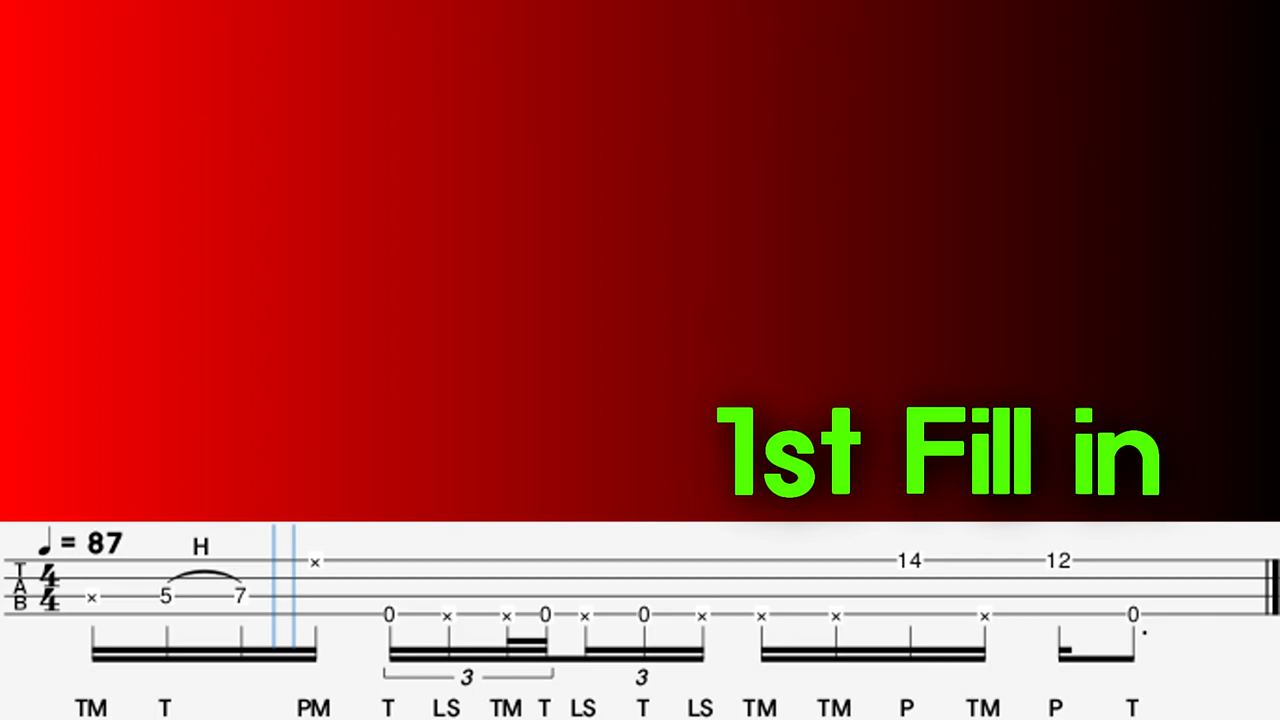 1st Fill in
♩ = 87 H
T A B 4/4 × 5 7 × 0 × × 0 × 0 × × × 14 × 12 0
3 3
TM T PM T LS TM T LS T LS TM TM P TM P T